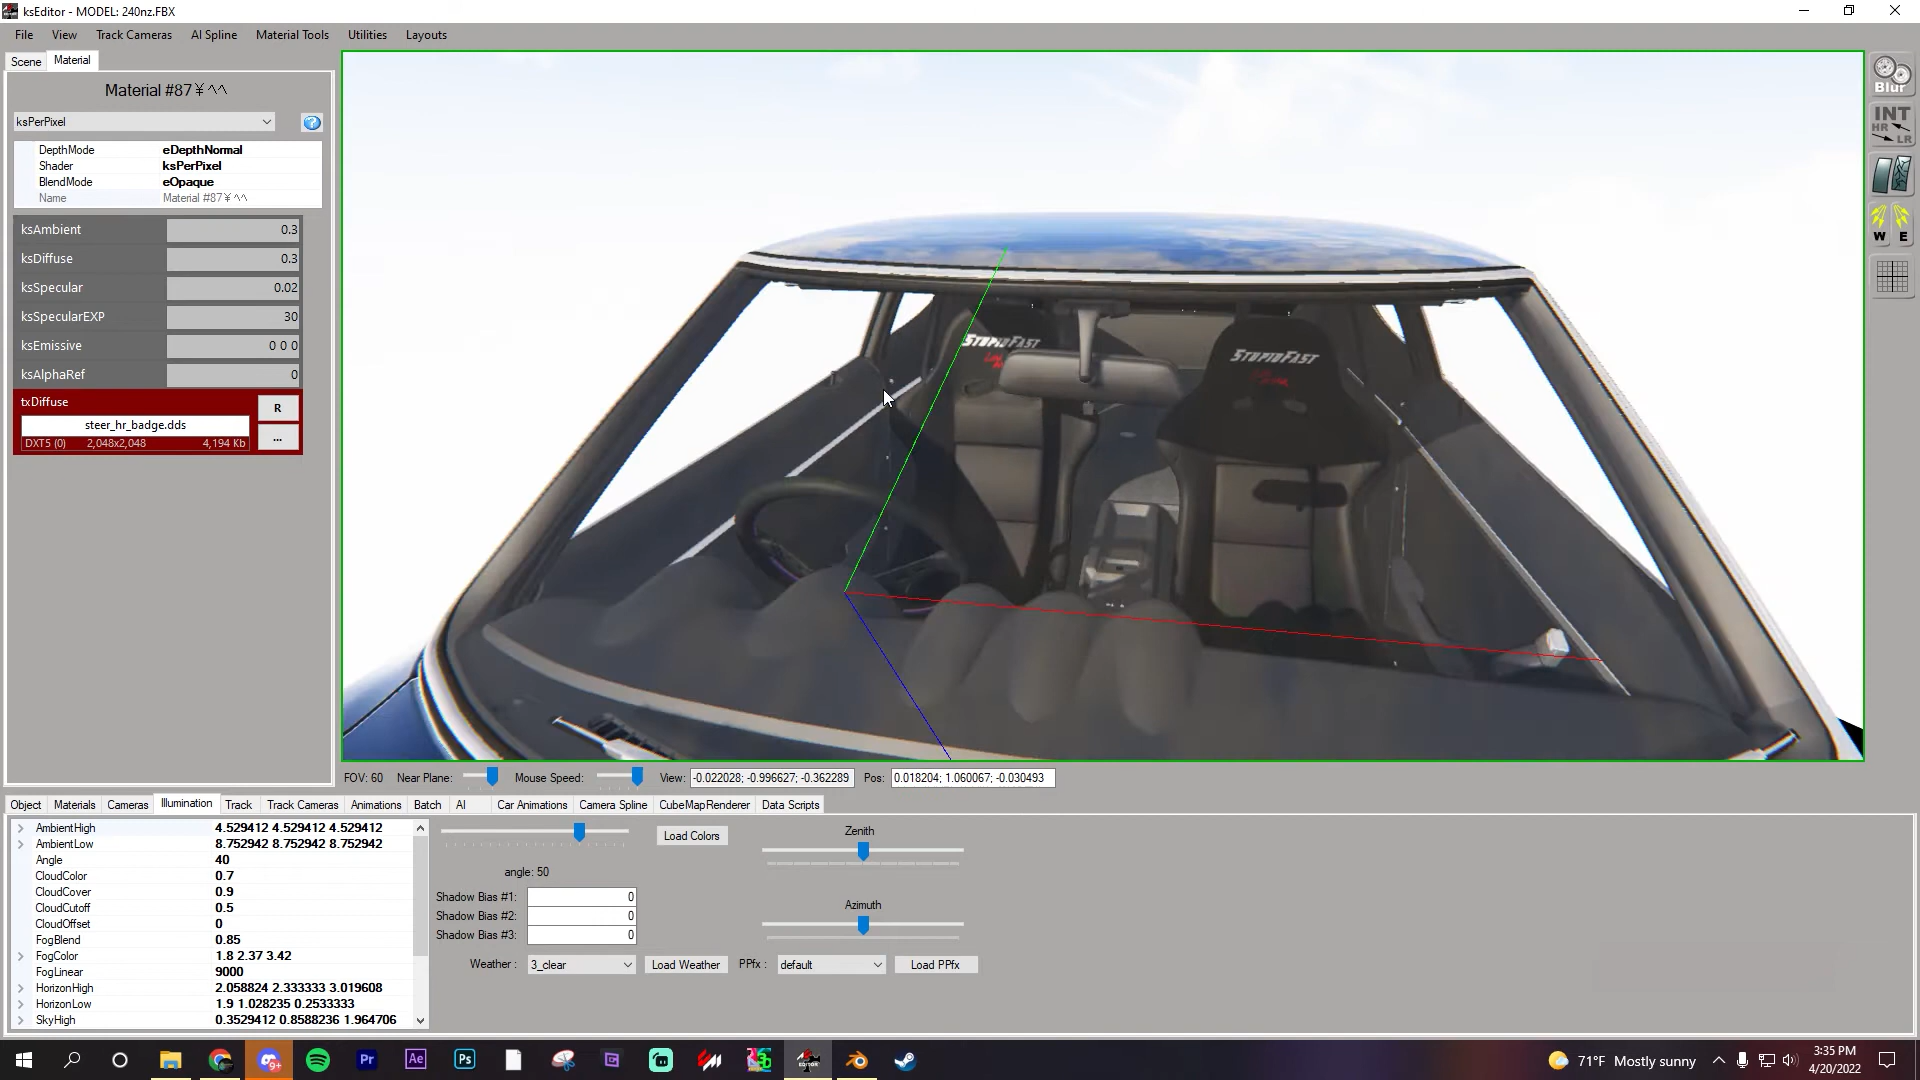 ksEditor - MODEL: 240nz.FBX
File View Track Cameras AI Spline Material Tools Utilities Layouts
Scene Material
Material #87¥^^
ksPerPixel
DepthMode eDepthNormal
Shader ksPerPixel
BlendMode eOpaque
Name Material #87¥^^
ksAmbient 0.3
ksDiffuse 0.3
ksSpecular 0.02
ksSpecularEXP 30
ksEmissive 0 0 0
ksAlphaRef 0
txDiffuse
R
steer_hr_badge.dds
DXT5 (0) 2,048x2,048 4,194 Kb
...
STUPIDFAST
STUPIDFAST
Blur
INT
HR
LR
W E
FOV: 60 Near Plane: Mouse Speed: View: -0.022028; -0.996627; -0.362289 Pos: 0.018204; 1.060067; -0.030493
Object Materials Cameras Illumination Track Track Cameras Animations Batch AI Car Animations Camera Spline CubeMapRenderer Data Scripts
AmbientHigh 4.529412 4.529412 4.529412
AmbientLow 8.752942 8.752942 8.752942
Angle 40
CloudColor 0.7
CloudCover 0.9
CloudCutoff 0.5
CloudOffset 0
FogBlend 0.85
FogColor 1.8 2.37 3.42
FogLinear 9000
HorizonHigh 2.058824 2.333333 3.019608
HorizonLow 1.9 1.028235 0.2533333
SkyHigh 0.3529412 0.8588236 1.964706
Load Colors
angle: 50
Shadow Bias #1: 0
Shadow Bias #2: 0
Shadow Bias #3: 0
Weather : 3_clear Load Weather PPfx : default Load PPfx
Zenith
Azimuth
9+
Pr
Ae
Ps
EDITOR
71°F Mostly sunny
3:35 PM
4/20/2022